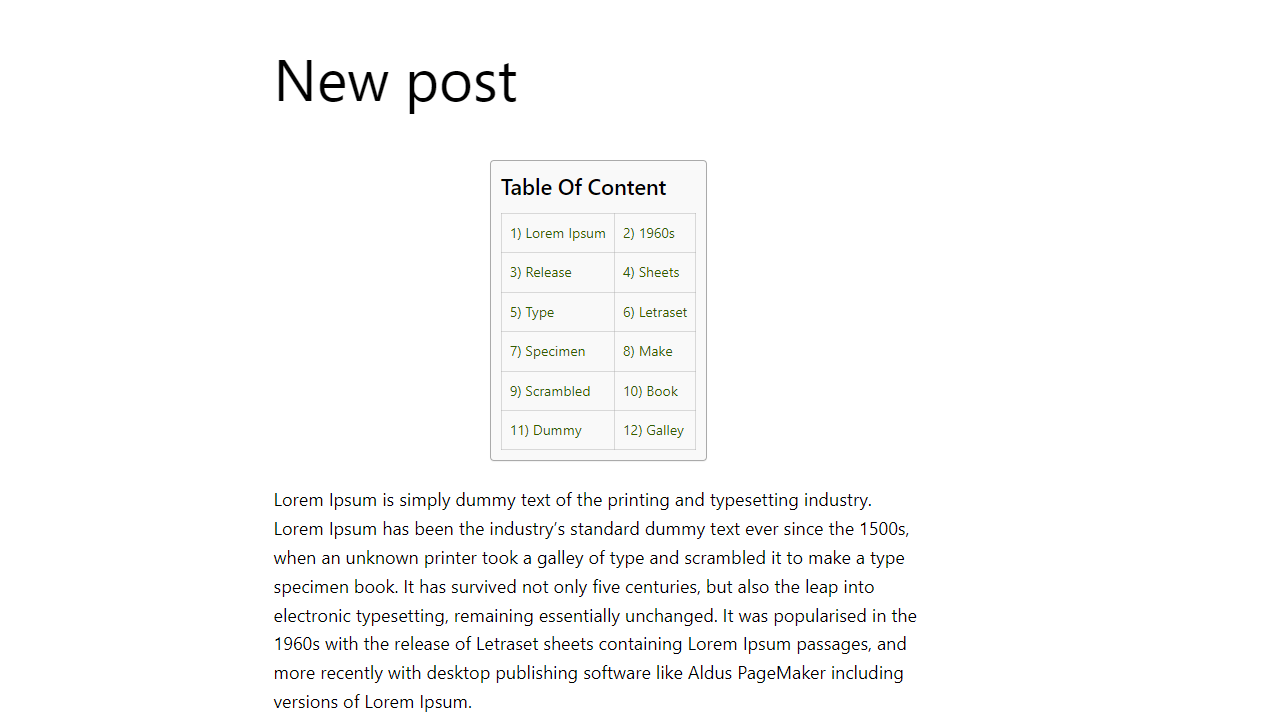 New post
Table Of Content
1) Lorem Ipsum 2) 1960s
3) Release 4) Sheets
5) Type 6) Letraset
7) Specimen 8) Make
9) Scrambled 10) Book
11) Dummy 12) Galley
Lorem Ipsum is simply dummy text of the printing and typesetting industry.
Lorem Ipsum has been the industry’s standard dummy text ever since the 1500s,
when an unknown printer took a galley of type and scrambled it to make a type
specimen book. It has survived not only five centuries, but also the leap into
electronic typesetting, remaining essentially unchanged. It was popularised in the
1960s with the release of Letraset sheets containing Lorem Ipsum passages, and
more recently with desktop publishing software like Aldus PageMaker including
versions of Lorem Ipsum.